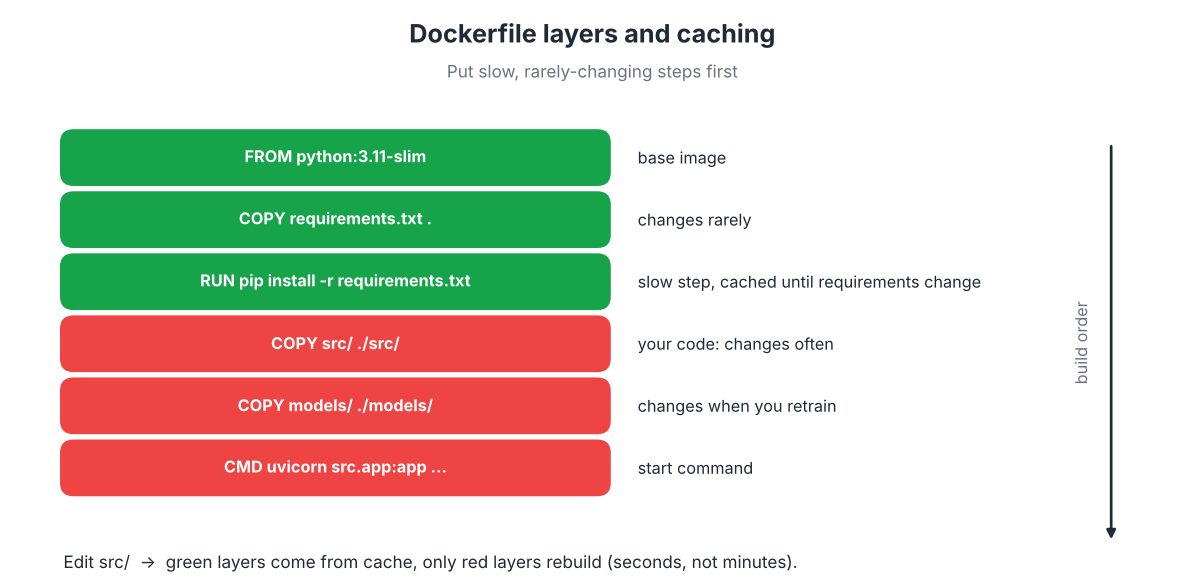 Dockerfile layers and caching
Put slow, rarely-changing steps first
FROM python:3.11-slim
base image
COPY requirements.txt .
changes rarely
RUN pip install -r requirements.txt
slow step, cached until requirements change
COPY src/ ./src/
your code: changes often
COPY models/ ./models/
changes when you retrain
CMD uvicorn src.app:app ...
start command
build order
Edit src/ → green layers come from cache, only red layers rebuild (seconds, not minutes).